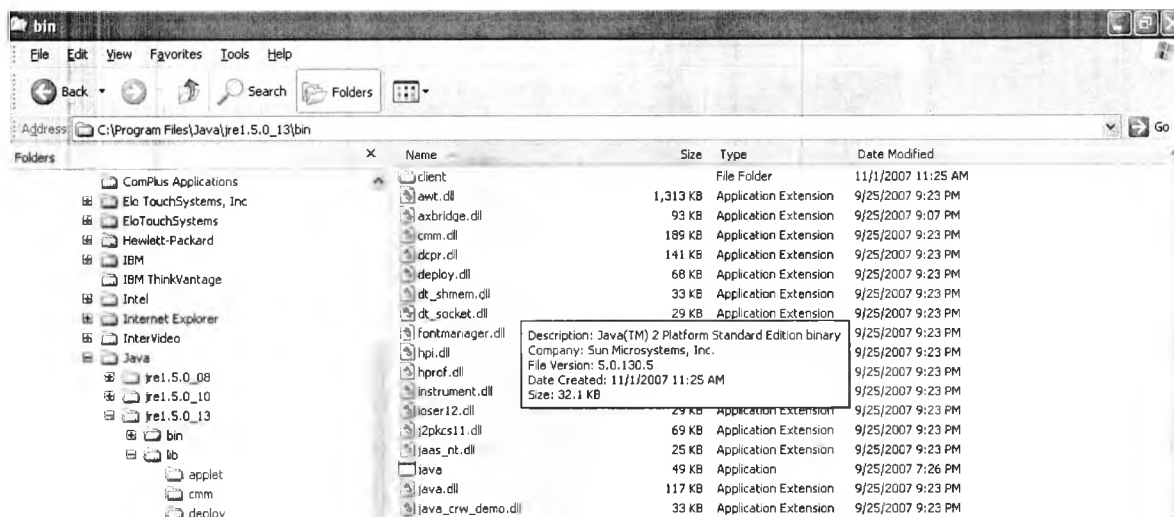 bin
File Edit View Favorites Tools Help
Back Search Folders
Address C:\Program Files\Java\jre1.5.0_13\bin Go
Folders × Name Size Type Date Modified
ComPlus Applications
Elo TouchSystems, Inc
EloTouchSystems
Hewlett-Packard
IBM
IBM ThinkVantage
Intel
Internet Explorer
InterVideo
Java
jre1.5.0_08
jre1.5.0_10
jre1.5.0_13
bin
lib
applet
cmm
deploy
client File Folder 11/1/2007 11:25 AM
awt.dll 1,313 KB Application Extension 9/25/2007 9:23 PM
axbridge.dll 93 KB Application Extension 9/25/2007 9:07 PM
cmm.dll 189 KB Application Extension 9/25/2007 9:23 PM
dcpr.dll 141 KB Application Extension 9/25/2007 9:23 PM
deploy.dll 68 KB Application Extension 9/25/2007 9:23 PM
dt_shmem.dll 33 KB Application Extension 9/25/2007 9:23 PM
dt_socket.dll 29 KB Application Extension 9/25/2007 9:23 PM
fontmanager.dll 9/25/2007 9:23 PM
hpi.dll 9/25/2007 9:23 PM
hprof.dll 9/25/2007 9:23 PM
instrument.dll 9/25/2007 9:23 PM
ioser12.dll 29 KB Application Extension 9/25/2007 9:23 PM
j2pkcs11.dll 69 KB Application Extension 9/25/2007 9:23 PM
jaas_nt.dll 25 KB Application Extension 9/25/2007 9:23 PM
java 49 KB Application 9/25/2007 7:26 PM
java.dll 117 KB Application Extension 9/25/2007 9:23 PM
java_crw_demo.dll 33 KB Application Extension 9/25/2007 9:23 PM
Description: Java(TM) 2 Platform Standard Edition binary
Company: Sun Microsystems, Inc.
File Version: 5.0.130.5
Date Created: 11/1/2007 11:25 AM
Size: 32.1 KB